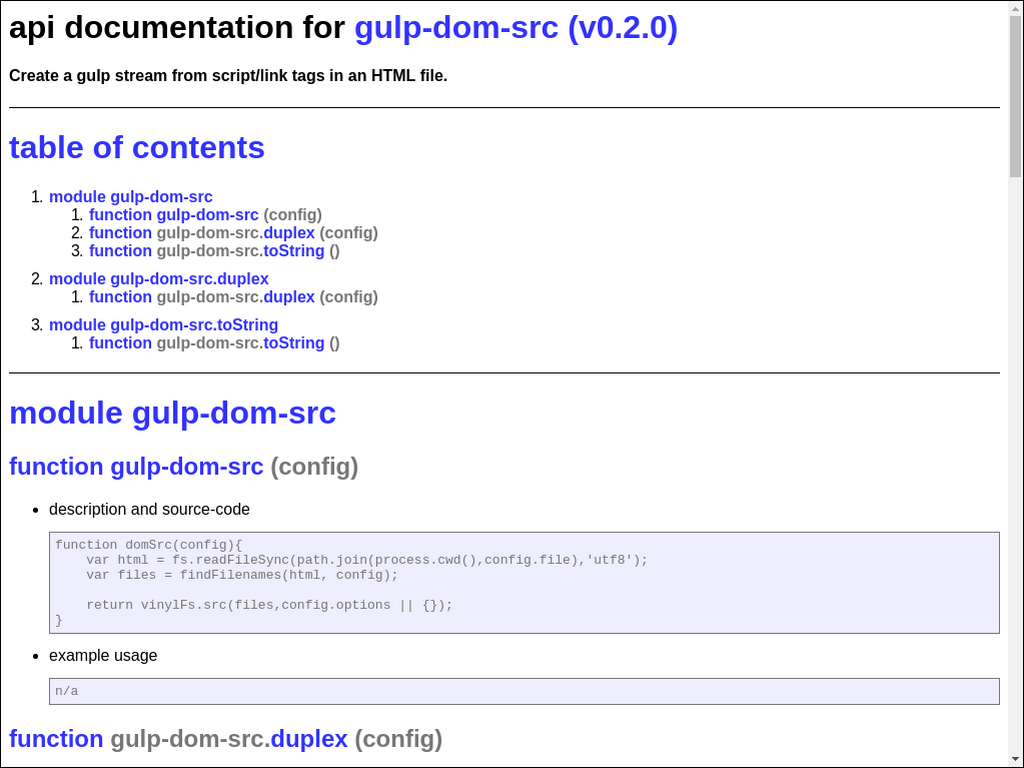 api documentation for gulp-dom-src (v0.2.0)
Create a gulp stream from script/link tags in an HTML file.
table of contents
1. module gulp-dom-src
1. function gulp-dom-src (config)
2. function gulp-dom-src.duplex (config)
3. function gulp-dom-src.toString ()
2. module gulp-dom-src.duplex
1. function gulp-dom-src.duplex (config)
3. module gulp-dom-src.toString
1. function gulp-dom-src.toString ()
module gulp-dom-src
function gulp-dom-src (config)
• description and source-code
function domSrc(config){
    var html = fs.readFileSync(path.join(process.cwd(),config.file),'utf8');
    var files = findFilenames(html, config);
    return vinylFs.src(files,config.options || {});
}
• example usage
n/a
function gulp-dom-src.duplex (config)